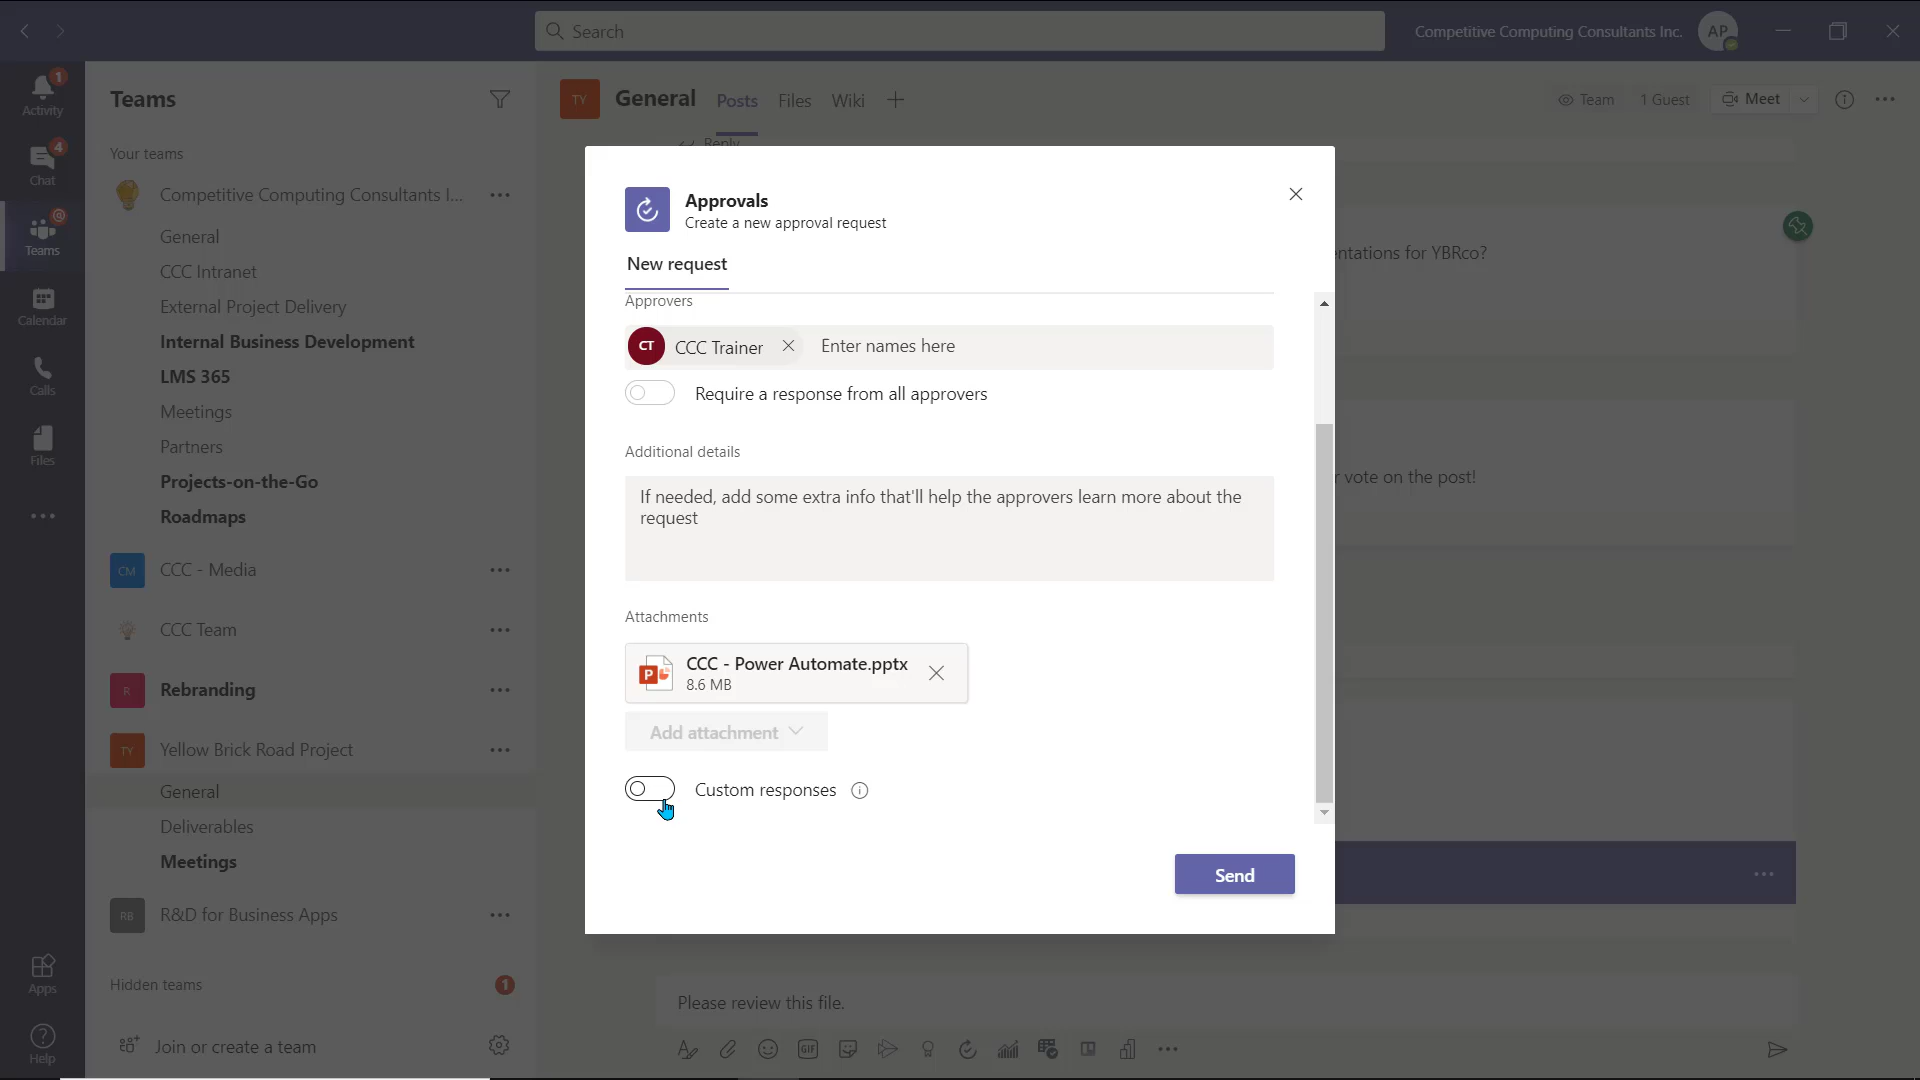 Search
Competitive Computing Consultants Inc.
AP
1
Activity
4
Chat
@
Teams
Calendar
Calls
Files
Apps
Help
Teams
Your teams
Competitive Computing Consultants I...
General
CCC Intranet
External Project Delivery
Internal Business Development
LMS 365
Meetings
Partners
Projects-on-the-Go
Roadmaps
CM CCC - Media
CCC Team
R Rebranding
TY Yellow Brick Road Project
General
Deliverables
Meetings
RB R&D for Business Apps
Hidden teams 1
Join or create a team
TY General Posts Files Wiki
Team 1 Guest Meet
Reply
Approvals
Create a new approval request
New request
Approvers
CT CCC Trainer Enter names here
Require a response from all approvers
Additional details
If needed, add some extra info that'll help the approvers learn more about the
request
Attachments
P CCC - Power Automate.pptx
8.6 MB
Add attachment
Custom responses
Send
entations for YBRco?
r vote on the post!
Please review this file.
GIF